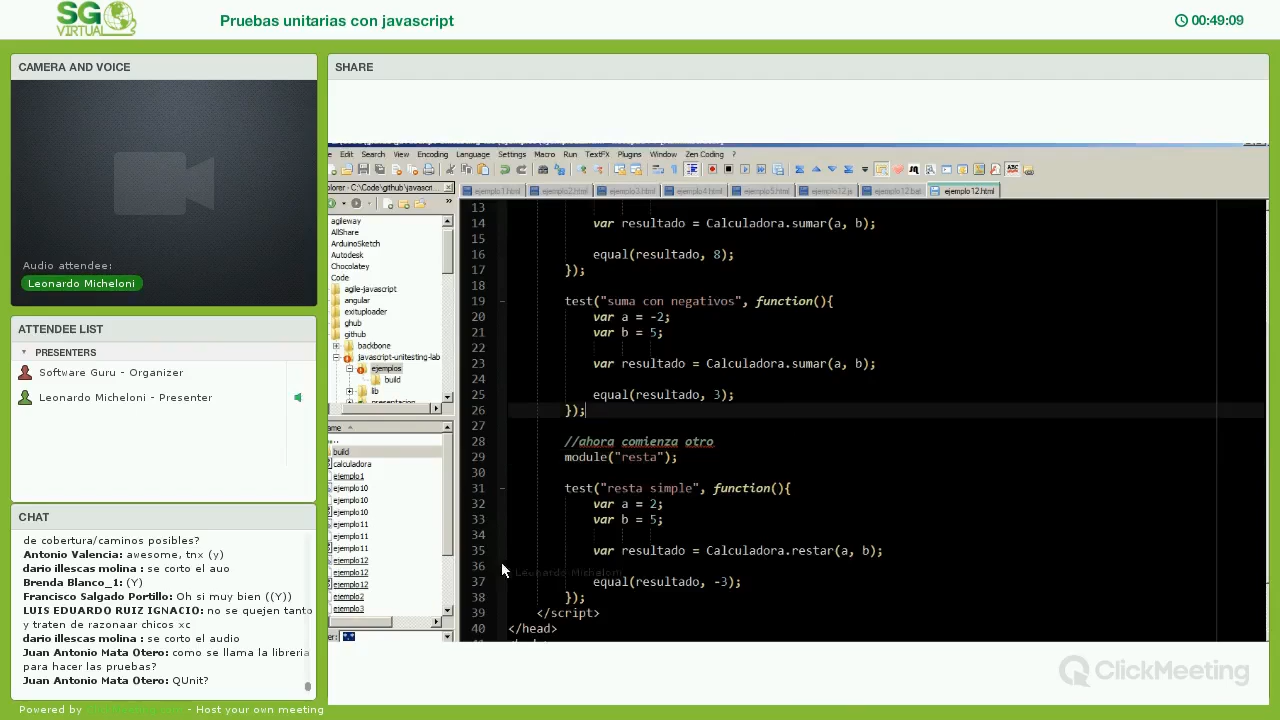 SG
VIRTUAL
Pruebas unitarias con javascript
00:49:09
CAMERA AND VOICE
Audio attendee:
Leonardo Micheloni
ATTENDEE LIST
PRESENTERS
Software Guru - Organizer
Leonardo Micheloni - Presenter
CHAT
de cobertura/caminos posibles?
Antonio Valencia: awesome, tnx (y)
dario illescas molina : se corto el auo
Brenda Blanco_1: (Y)
Francisco Salgado Portillo: Oh si muy bien ((Y))
LUIS EDUARDO RUIZ IGNACIO: no se quejen tanto
y traten de razonaar chicos xc
dario illescas molina : se corto el audio
Juan Antonio Mata Otero: como se llama la libreria
para hacer las pruebas?
Juan Antonio Mata Otero: QUnit?
Powered by ClickMeeting.com - Host your own meeting
SHARE
Edit Search View Encoding Language Settings Macro Run TextFX Plugins Window Zen Coding ?
plorer - C:\Code\github\javascr...
agileway
AllShare
ArduinoSketch
Autodesk
Chocolatey
Code
agile-javascript
angular
exituploader
ghub
github
backbone
javascript-unitesting-lab
ejemplos
build
lib
presentacion
ame
..
build
calculadora
ejemplo1
ejemplo10
ejemplo10
ejemplo10
ejemplo11
ejemplo11
ejemplo11
ejemplo12
ejemplo12
ejemplo12
ejemplo2
ejemplo3
er:
ejemplo1.html ejemplo2.html ejemplo3.html ejemplo4.html ejemplo5.html ejemplo12.js ejemplo12.bat ejemplo12.html
13
14 var resultado = Calculadora.sumar(a, b);
15
16 equal(resultado, 8);
17 });
18
19 test("suma con negativos", function(){
20 var a = -2;
21 var b = 5;
22
23 var resultado = Calculadora.sumar(a, b);
24
25 equal(resultado, 3);
26 });
27
28 //ahora comienza otro
29 module("resta");
30
31 test("resta simple", function(){
32 var a = 2;
33 var b = 5;
34
35 var resultado = Calculadora.restar(a, b);
36
Leonardo Micheloni
37 equal(resultado, -3);
38 });
39 </script>
40 </head>
ClickMeeting